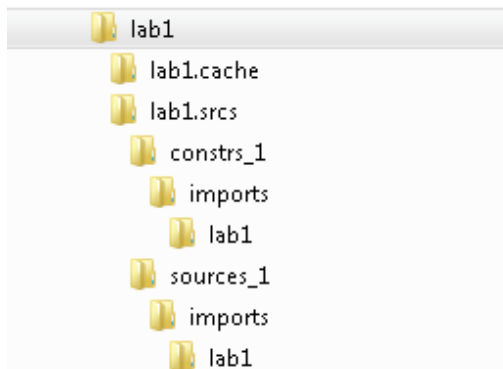 lab1
lab1.cache
lab1.srcs
constrs_1
imports
lab1
sources_1
imports
lab1